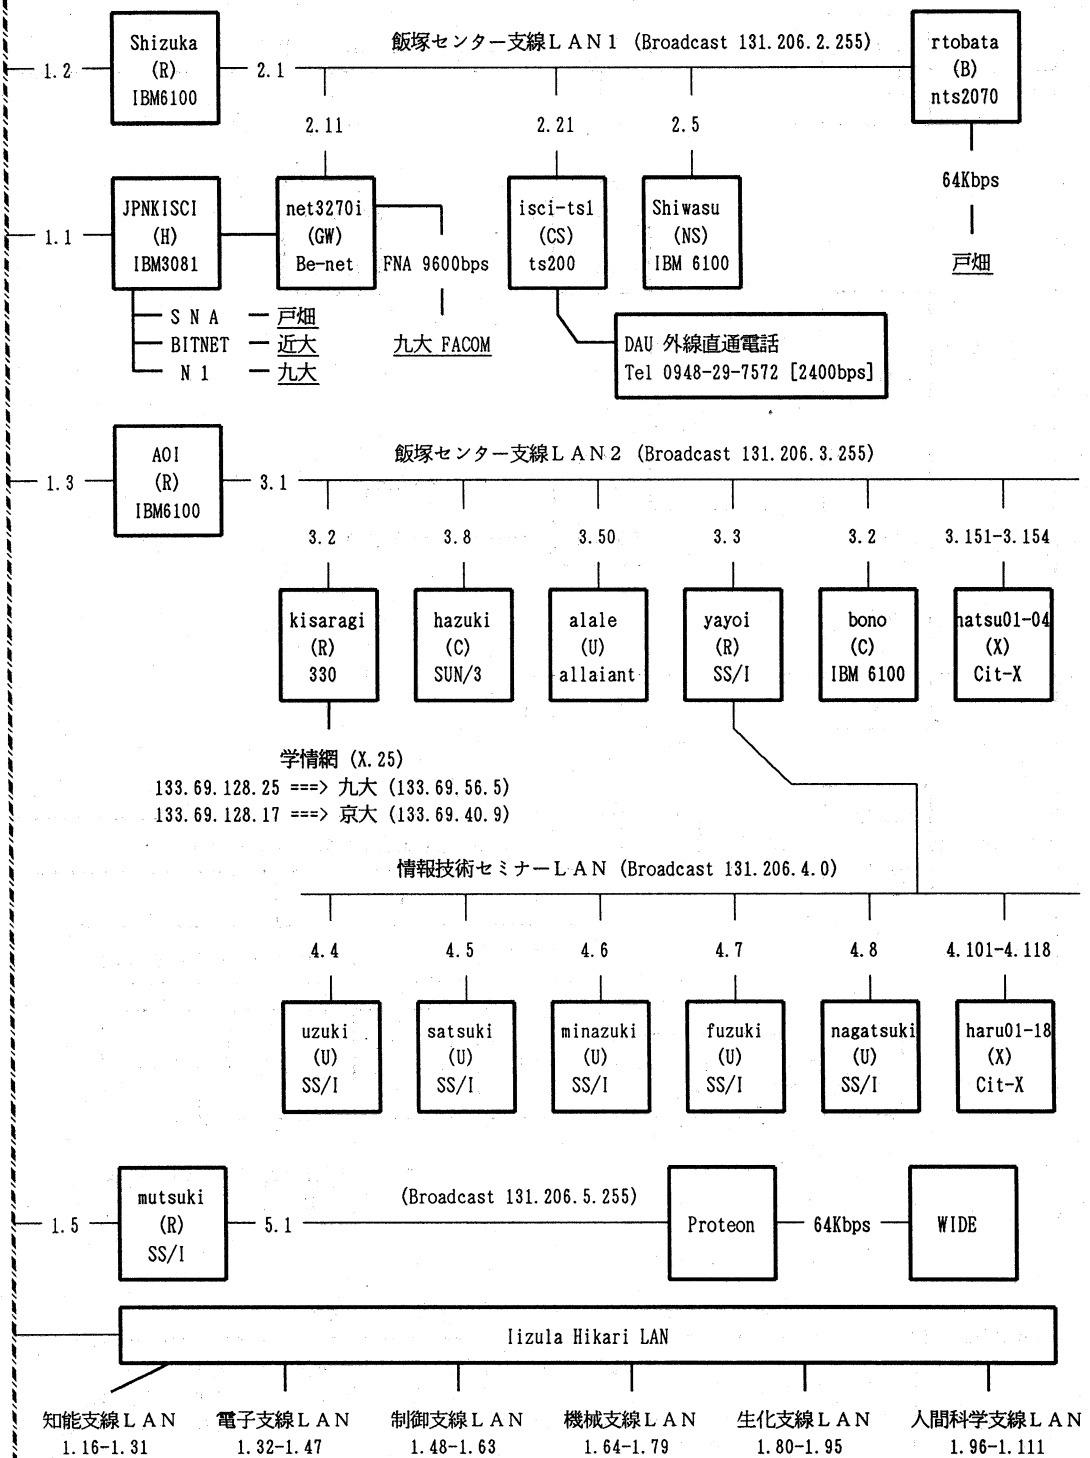 飯塚センター支線LAN1 (Broadcast 131.206.2.255)
1.2
Shizuka
(R)
IBM6100
2.1
rtobata
(B)
nts2070
2.11
2.21
2.5
64Kbps
戸畑
1.1
JPNKISCI
(H)
IBM3081
net3270i
(GW)
Be-net
FNA 9600bps
九大 FACOM
isci-ts1
(CS)
ts200
Shiwasu
(NS)
IBM 6100
SNA
戸畑
BITNET
近大
N1
九大
DAU 外線直通電話
Tel 0948-29-7572 [2400bps]
飯塚センター支線LAN2 (Broadcast 131.206.3.255)
1.3
AOI
(R)
IBM6100
3.1
3.2
3.8
3.50
3.3
3.2
3.151-3.154
kisaragi
(R)
330
hazuki
(C)
SUN/3
alale
(U)
allaiant
yayoi
(R)
SS/I
bono
(C)
IBM 6100
natsu01-04
(X)
Cit-X
学情網 (X.25)
133.69.128.25 ===> 九大 (133.69.56.5)
133.69.128.17 ===> 京大 (133.69.40.9)
情報技術セミナーLAN (Broadcast 131.206.4.0)
4.4
4.5
4.6
4.7
4.8
4.101-4.118
uzuki
(U)
SS/I
satsuki
(U)
SS/I
minazuki
(U)
SS/I
fuzuki
(U)
SS/I
nagatsuki
(U)
SS/I
haru01-18
(X)
Cit-X
1.5
mutsuki
(R)
SS/I
5.1
(Broadcast 131.206.5.255)
Proteon
64Kbps
WIDE
Iizula Hikari LAN
知能支線LAN
1.16-1.31
電子支線LAN
1.32-1.47
制御支線LAN
1.48-1.63
機械支線LAN
1.64-1.79
生化支線LAN
1.80-1.95
人間科学支線LAN
1.96-1.111